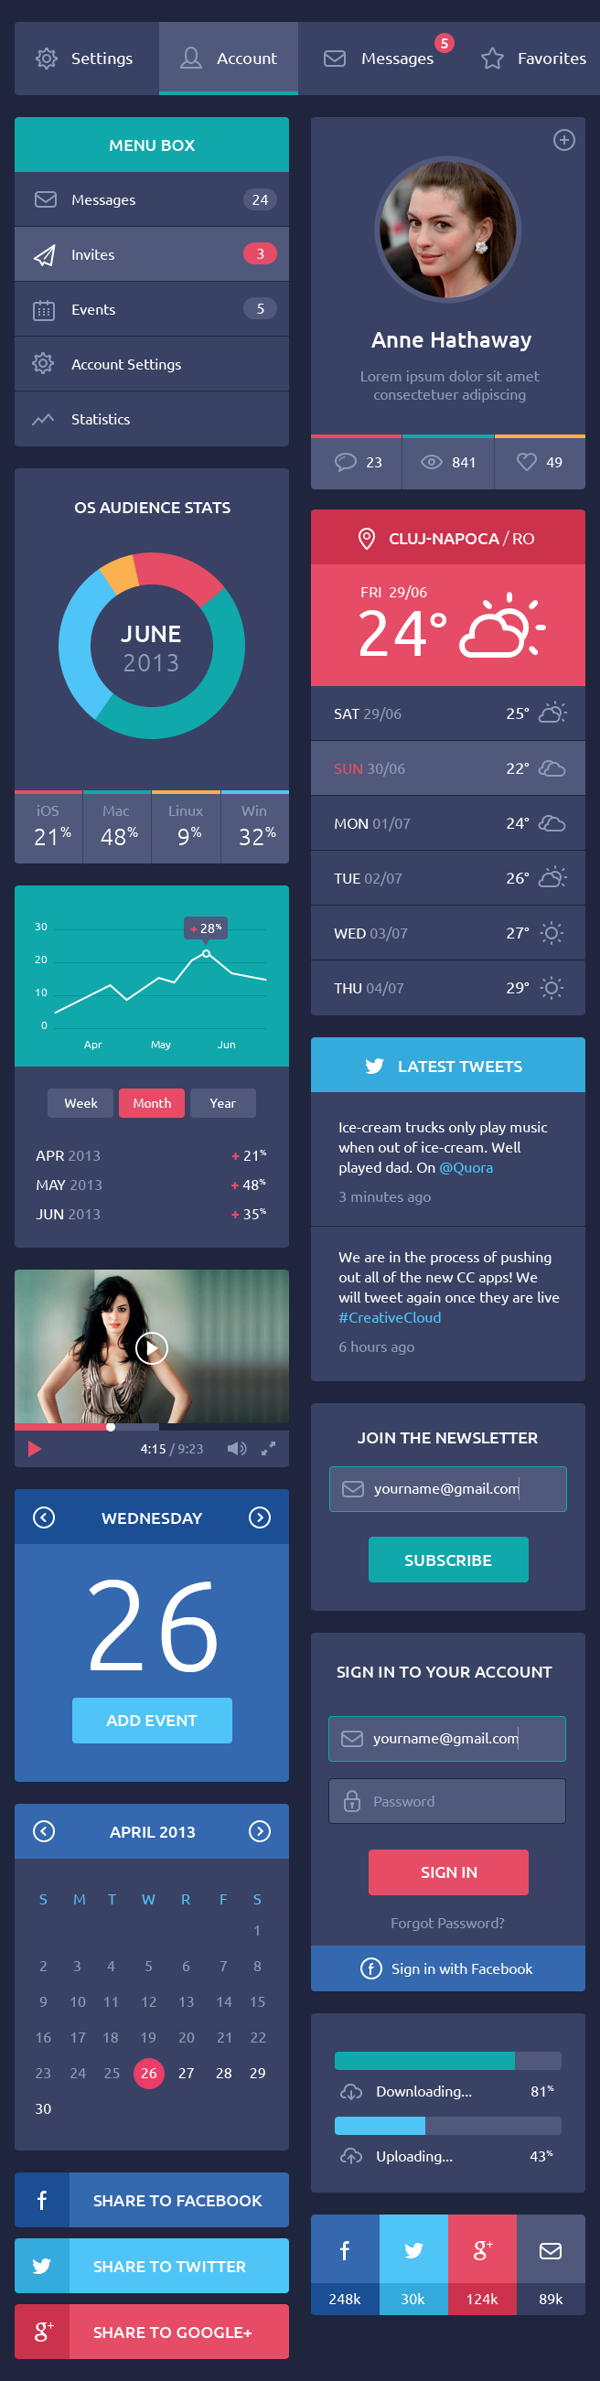 Settings
Account
Messages
5
Favorites
MENU BOX
Messages 24
Invites 3
Events 5
Account Settings
Statistics
OS AUDIENCE STATS
JUNE
2013
iOS Mac Linux Win
21% 48% 9% 32%
+ 28%
30
20
10
0
Apr May Jun
Week Month Year
APR 2013 + 21%
MAY 2013 + 48%
JUN 2013 + 35%
4:15 / 9:23
WEDNESDAY
26
ADD EVENT
APRIL 2013
S M T W R F S
1
2 3 4 5 6 7 8
9 10 11 12 13 14 15
16 17 18 19 20 21 22
23 24 25 26 27 28 29
30
f SHARE TO FACEBOOK
SHARE TO TWITTER
g+ SHARE TO GOOGLE+
Anne Hathaway
Lorem ipsum dolor sit amet
consectetuer adipiscing
23 841 49
CLUJ-NAPOCA / RO
FRI 29/06
24°
SAT 29/06 25°
SUN 30/06 22°
MON 01/07 24°
TUE 02/07 26°
WED 03/07 27°
THU 04/07 29°
LATEST TWEETS
Ice-cream trucks only play music
when out of ice-cream. Well
played dad. On @Quora
3 minutes ago
We are in the process of pushing
out all of the new CC apps! We
will tweet again once they are live
#CreativeCloud
6 hours ago
JOIN THE NEWSLETTER
yourname@gmail.com
SUBSCRIBE
SIGN IN TO YOUR ACCOUNT
yourname@gmail.com
Password
SIGN IN
Forgot Password?
f Sign in with Facebook
Downloading... 81%
Uploading... 43%
f g+
248k 30k 124k 89k